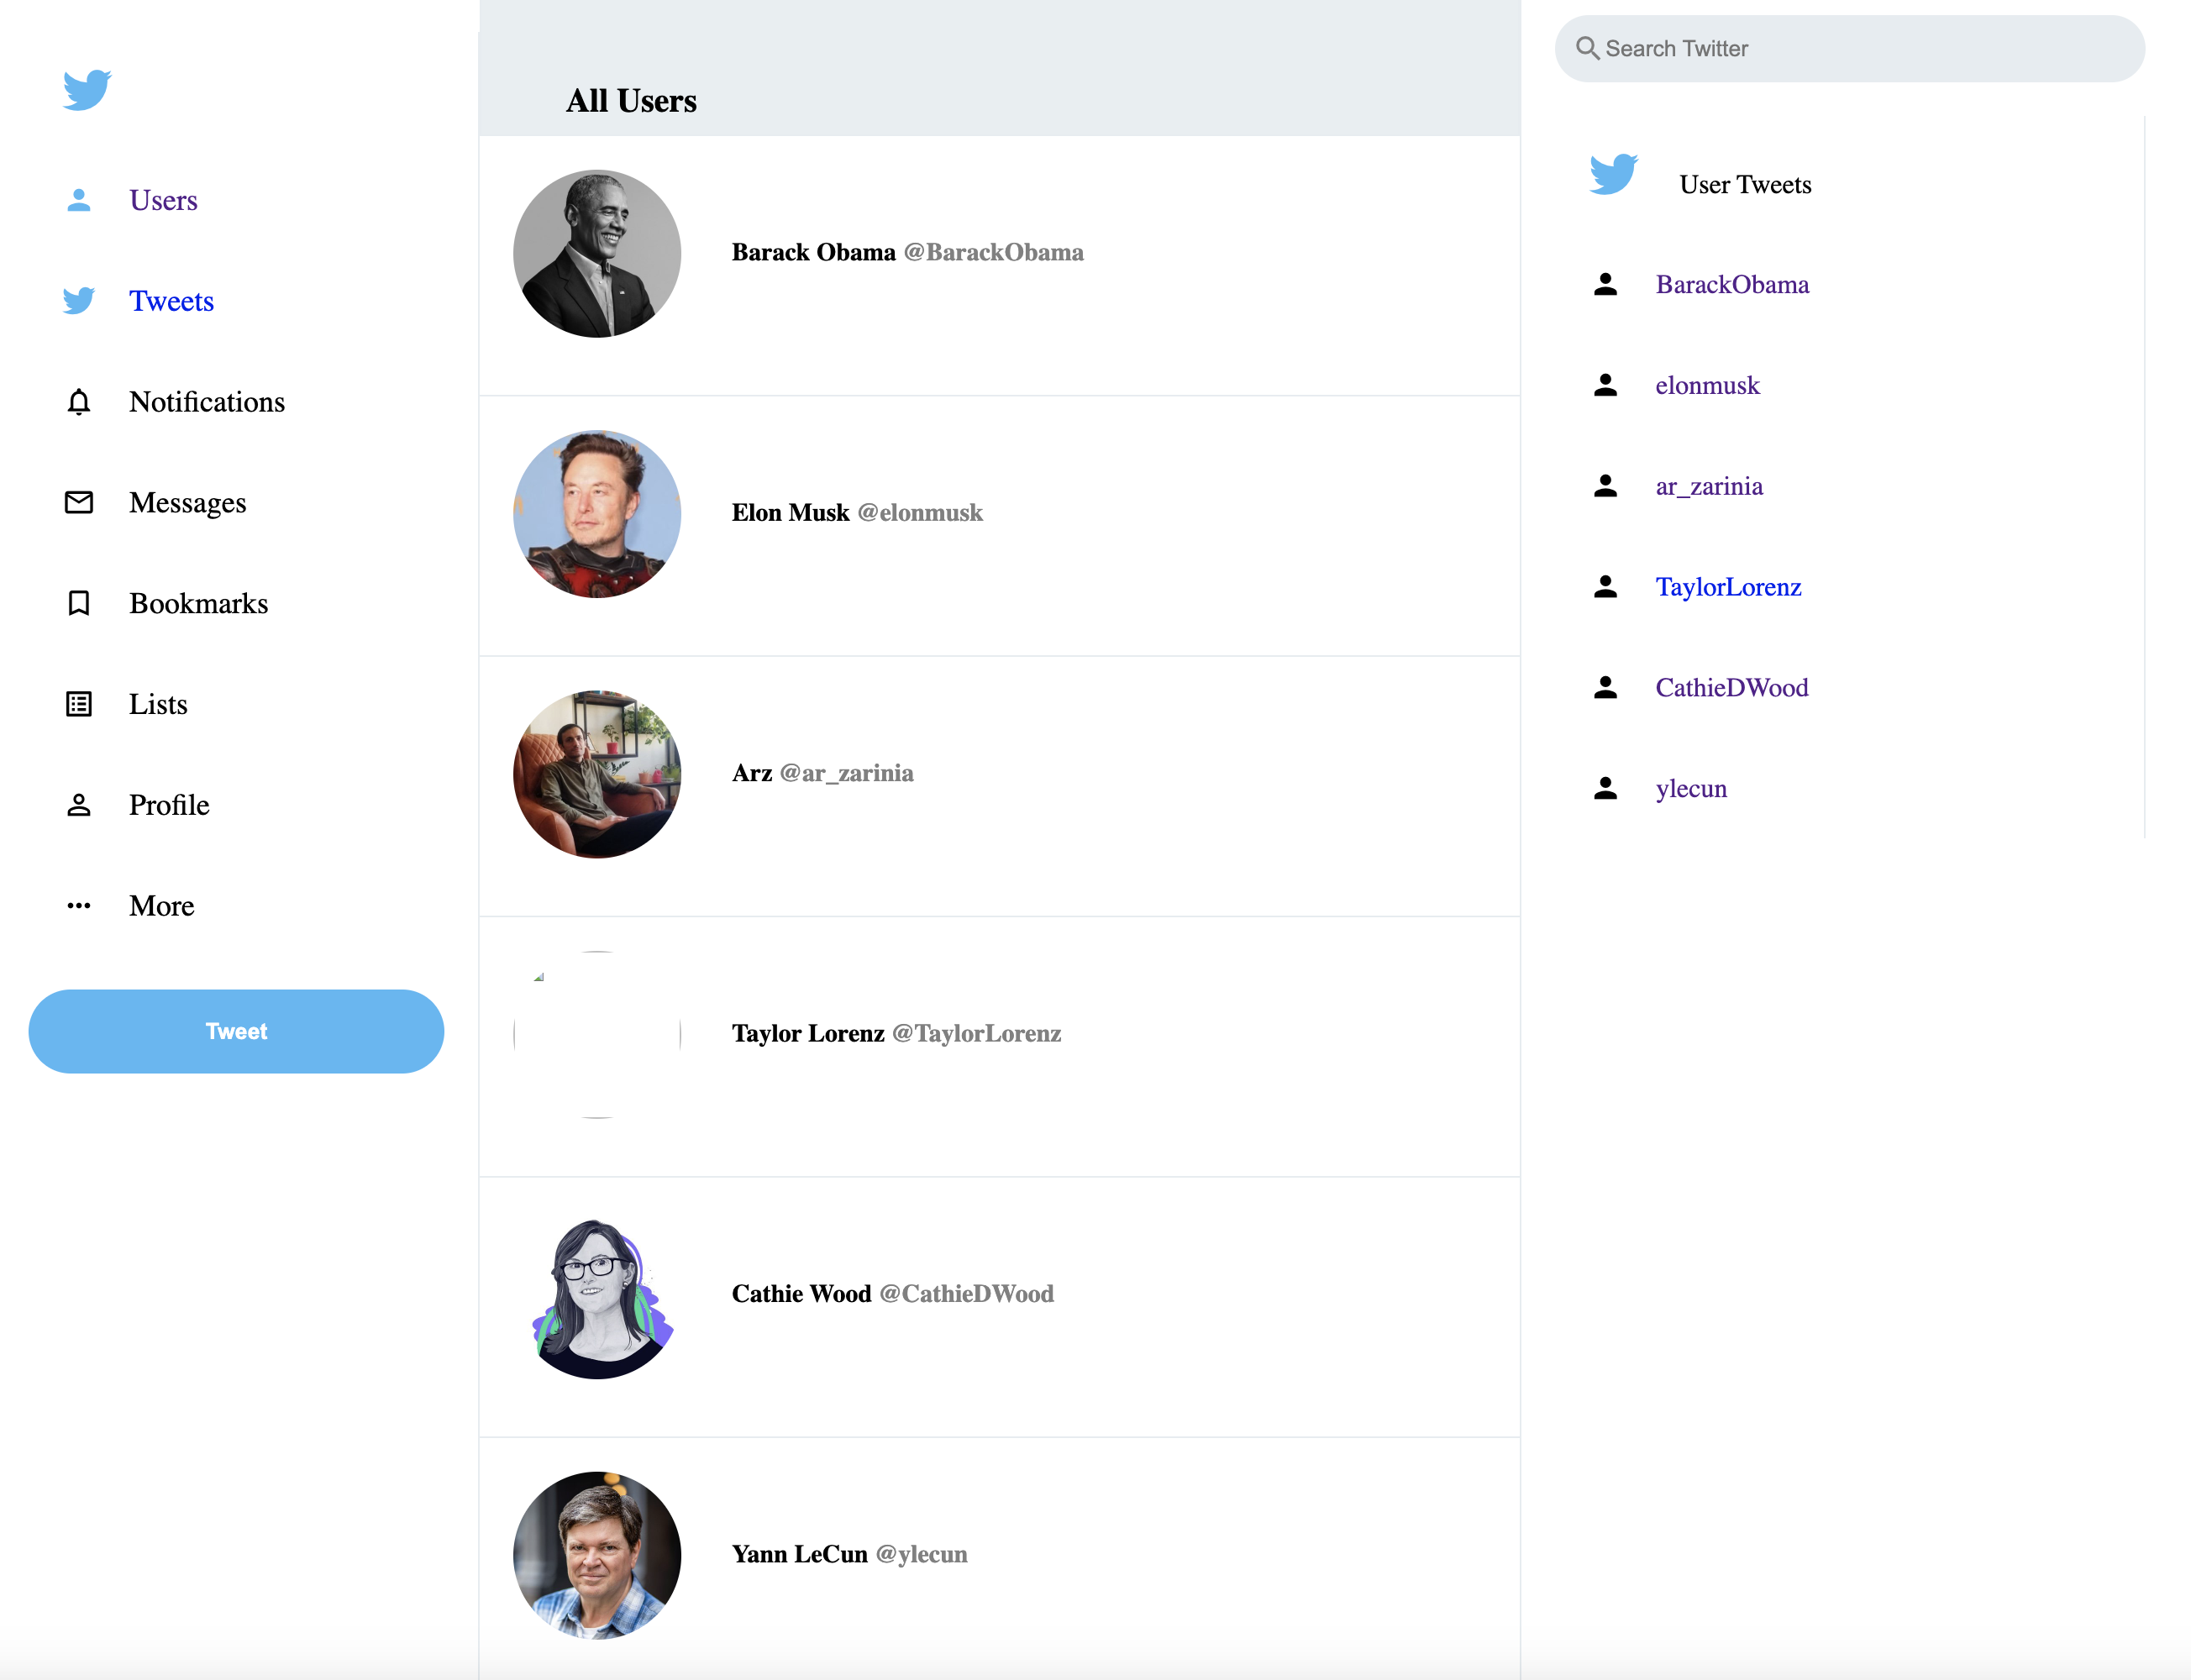 Users
Tweets
Notifications
Messages
Bookmarks
Lists
Profile
More
Tweet
All Users
Barack Obama @BarackObama
Elon Musk @elonmusk
Arz @ar_zarinia
Taylor Lorenz @TaylorLorenz
Cathie Wood @CathieDWood
Yann LeCun @ylecun
Search Twitter
User Tweets
BarackObama
elonmusk
ar_zarinia
TaylorLorenz
CathieDWood
ylecun